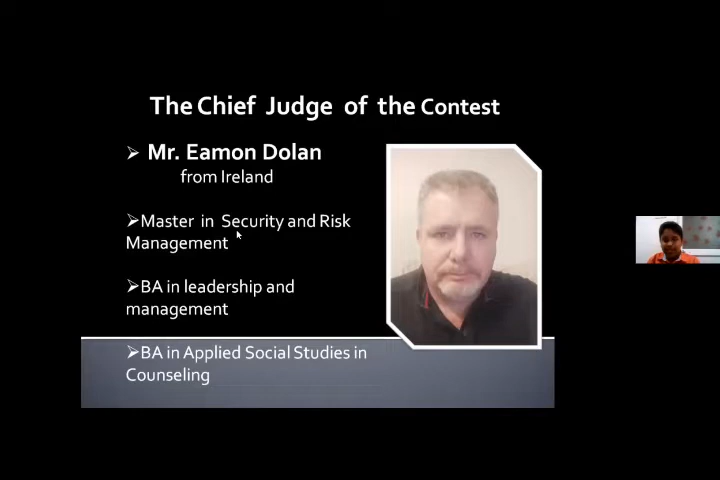 The Chief Judge of the Contest
➢ Mr. Eamon Dolan
from Ireland
➢Master in Security and Risk
Management
➢BA in leadership and
management
➢BA in Applied Social Studies in
Counseling